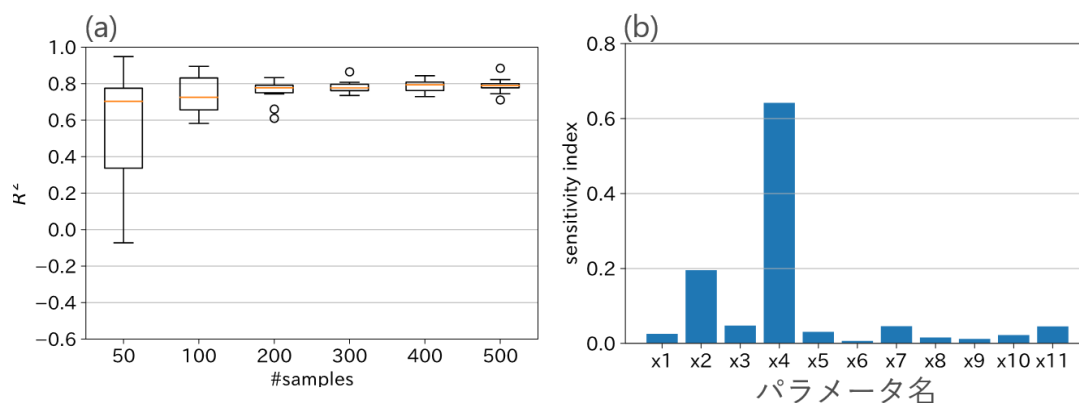 (a)
1.0
0.8
0.6
0.4
0.2
0.0
−0.2
−0.4
−0.6
R²
50 100 200 300 400 500
#samples
(b)
0.8
0.6
0.4
0.2
0.0
sensitivity index
x1 x2 x3 x4 x5 x6 x7 x8 x9 x10 x11
パラメータ名